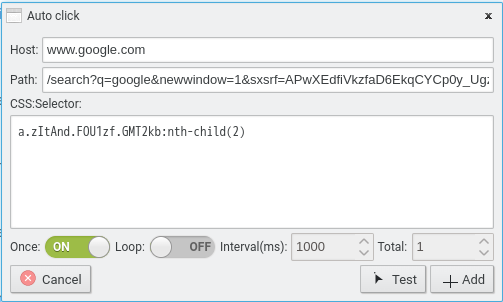 Auto click
Host: www.google.com
Path: /search?q=google&newwindow=1&sxsrf=APwXEdfiVkzfaD6EkqCYCp0y_Ugz
CSS:Selector:
a.zItAnd.FOU1zf.GMT2kb:nth-child(2)
Once: ON Loop: OFF Interval(ms): 1000 Total: 1
Cancel Test Add